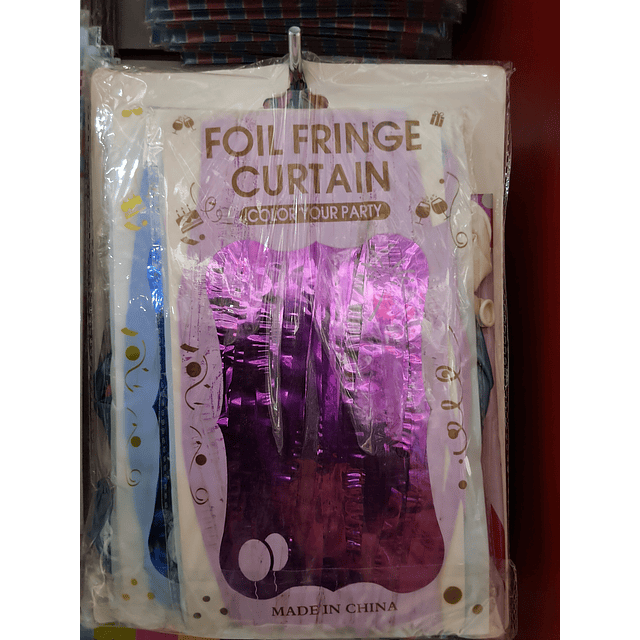 FOIL FRINGE
CURTAIN
COLOR YOUR PARTY
MADE IN CHINA